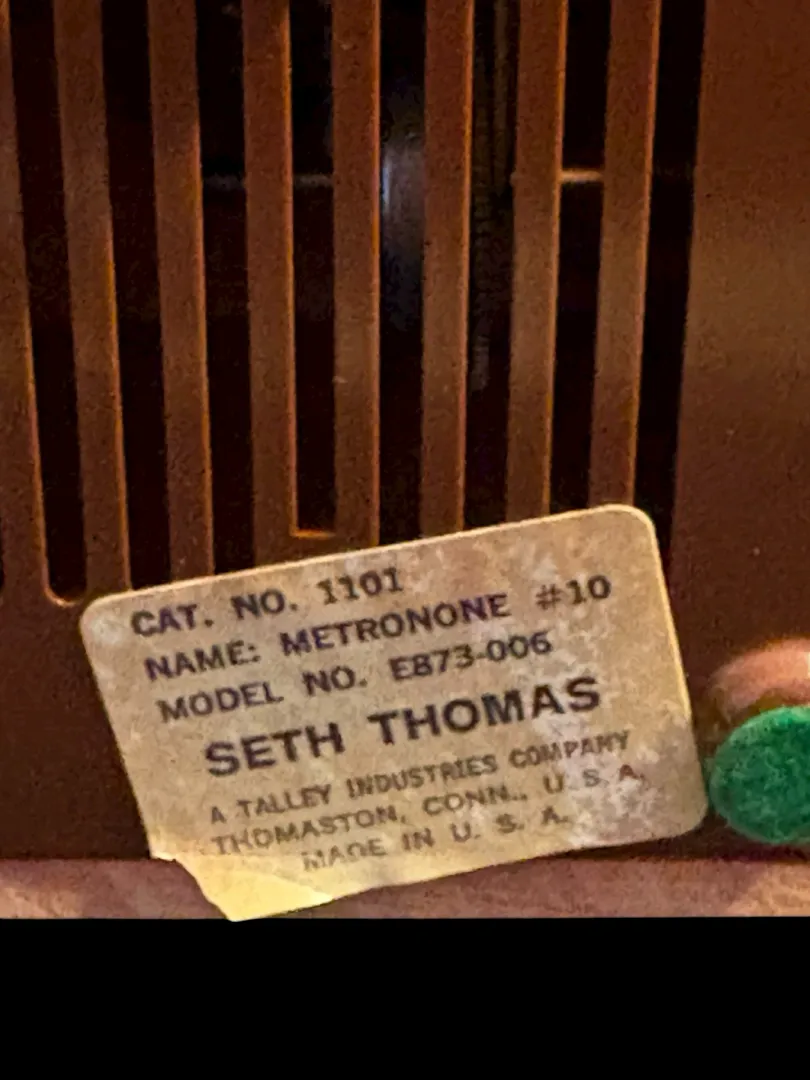 CAT. NO. 1101
NAME: METRONONE #10
MODEL NO. E873-006
SETH THOMAS
A TALLEY INDUSTRIES COMPANY
THOMASTON, CONN., U. S. A.
MADE IN U. S. A.